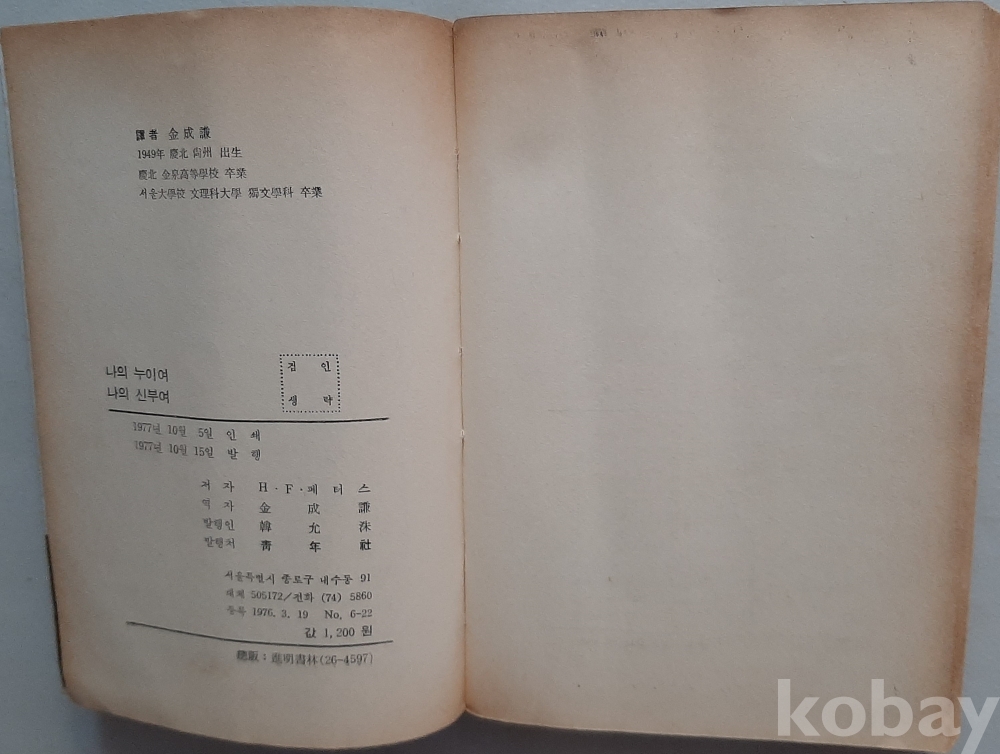 譯者 金成謙
1949年 慶北 尙州 出生
慶北 金泉高等學校 卒業
서울大學校 文理科大學 獨文學科 卒業
나의 누이여
나의 신부여
검 인
생 략
1977년 10월 5일 인 쇄
1977년 10월 15일 발 행
저 자 H·F·페터스
역 자 金 成 謙
발행인 韓 允 洙
발행처 靑 年 社
서울특별시 종로구 내수동 91
대체 505172/전화 (74) 5860
등록 1976. 3. 19 No, 6-22
값 1,200 원
總販: 進明書林(26-4597)
kobay